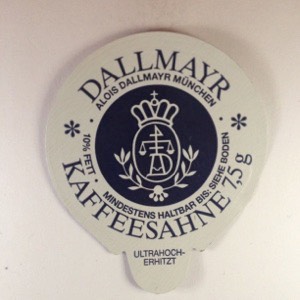 DALLMAYR
ALOIS DALLMAYR MÜNCHEN
10% FETT
MINDESTENS HALTBAR BIS: SIEHE BODEN
KAFFEESAHNE 7,5 g
ULTRAHOCH-
ERHITZT